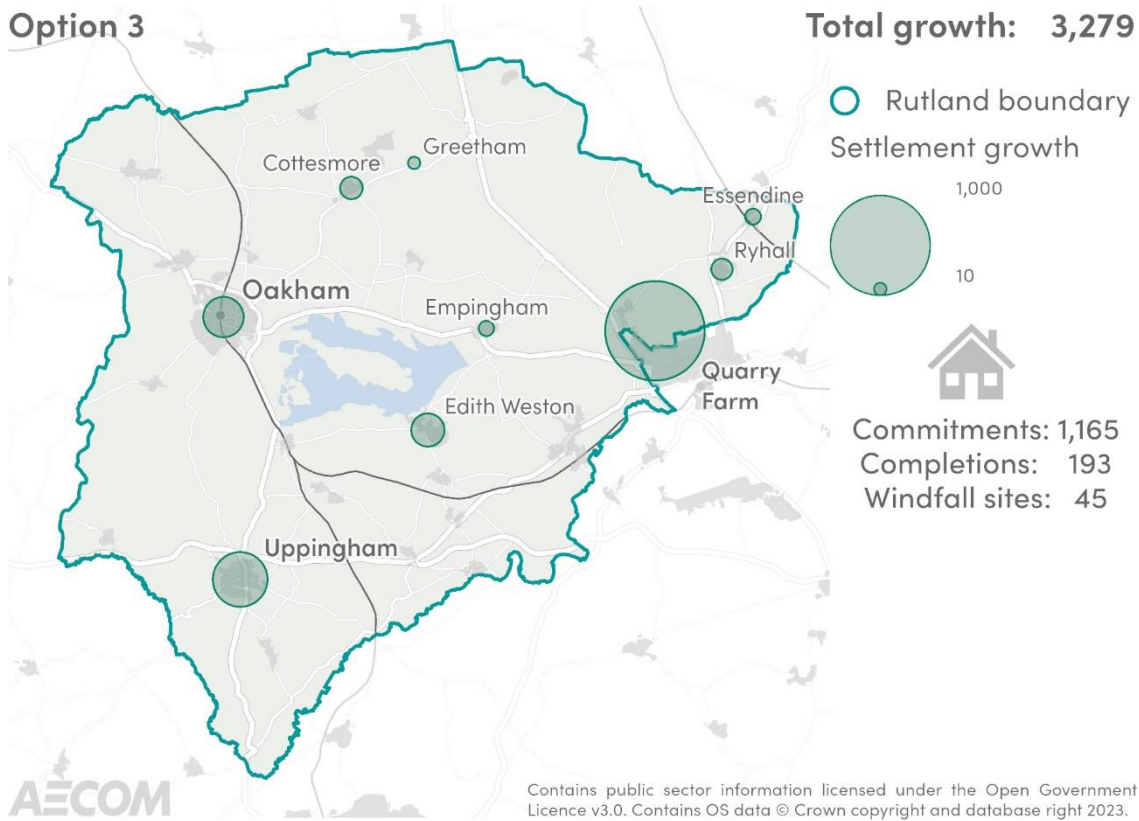 Option 3
Total growth: 3,279
Rutland boundary
Settlement growth
1,000
10
Greetham
Cottesmore
Essendine
Ryhall
Oakham
Empingham
Quarry
Farm
Edith Weston
Uppingham
Commitments: 1,165
Completions: 193
Windfall sites: 45
AECOM
Contains public sector information licensed under the Open Government
Licence v3.0. Contains OS data © Crown copyright and database right 2023.